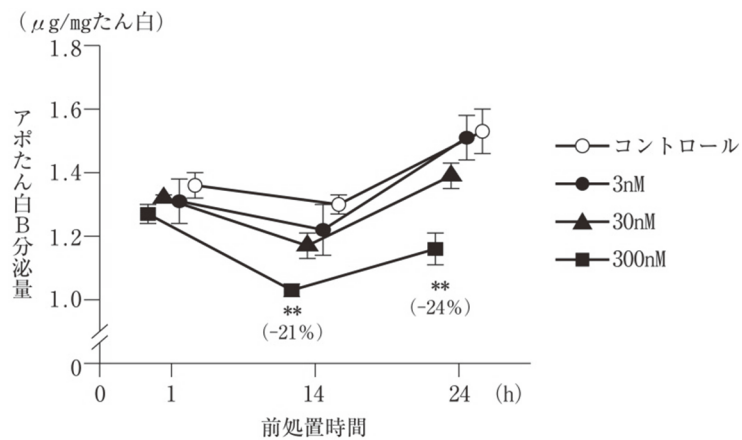 (μg/mgたん白)
アポたん白B分泌量
1.8
1.6
1.4
1.2
1.0
0
0 1 14 24 (h)
前処置時間
**
(-21%)
**
(-24%)
コントロール
3nM
30nM
300nM